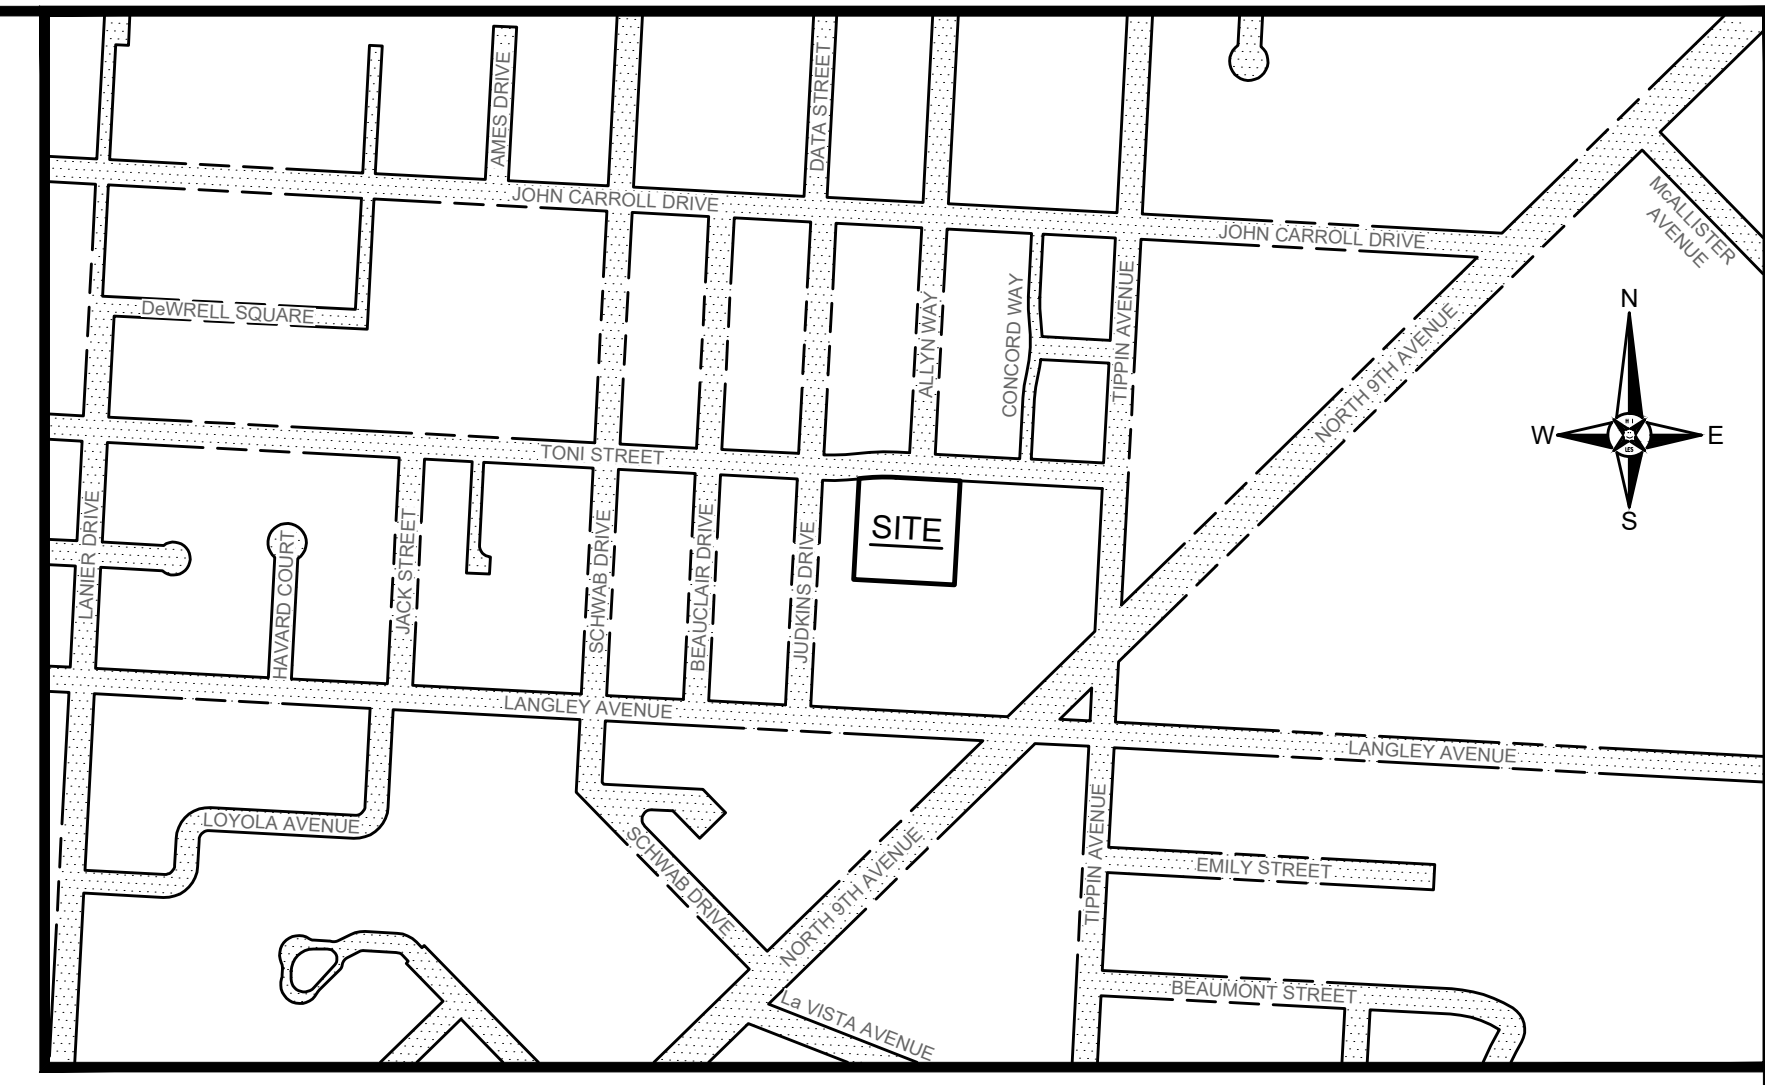 AMES DRIVE
DATA STREET
JOHN CARROLL DRIVE
JOHN CARROLL DRIVE
McALLISTER
AVENUE
DeWRELL SQUARE
ALLYN WAY
CONCORD WAY
TIPPIN AVENUE
NORTH 9TH AVENUE
N
W
E
S
TONI STREET
SITE
LANIER DRIVE
HAVARD COURT
JACK STREET
SCHWAB DRIVE
BEAUCLAIR DRIVE
JUDKINS DRIVE
LANGLEY AVENUE
LANGLEY AVENUE
LOYOLA AVENUE
SCHWAB DRIVE
NORTH 9TH AVENUE
TIPPIN AVENUE
EMILY STREET
BEAUMONT STREET
La VISTA AVENUE